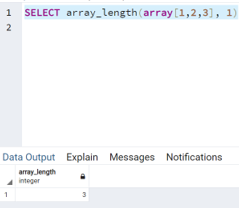 1 SELECT array_length(array[1,2,3], 1)
2
Data Output Explain Messages Notifications
array_length
integer
1 3